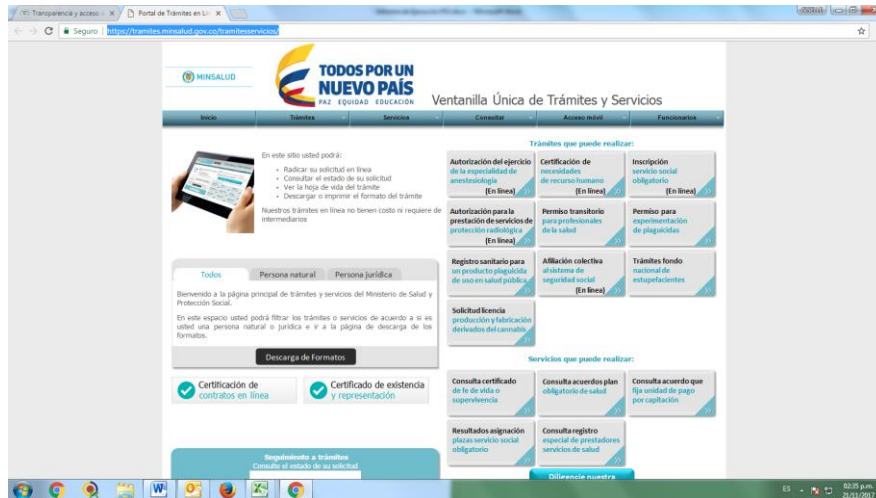 Transparencia y acceso a
Portal de Trámites en Lín
Seguro
https://tramites.minsalud.gov.co/tramitesservicios/
MINSALUD
TODOS POR UN
NUEVO PAÍS
PAZ EQUIDAD EDUCACIÓN
Ventanilla Única de Trámites y Servicios
Inicio
Trámites
Servicios
Consultar
Acceso móvil
Funcionarios
En este sitio usted podrá:
Radicar su solicitud en línea
Consultar el estado de su solicitud
Ver la hoja de vida del trámite
Descargar o imprimir el formato del trámite
Nuestros trámites en línea no tienen costo ni requiere de
intermediarios
Todos
Persona natural
Persona jurídica
Bienvenido a la página principal de trámites y servicios del Ministerio de Salud y
Protección Social.
En este espacio usted podrá filtrar los trámites o servicios de acuerdo a si es
usted una persona natural o jurídica e ir a la página de descarga de los
formatos.
Descarga de Formatos
Certificación de
contratos en línea
Certificado de existencia
y representación
Seguimiento a trámites
Consulte el estado de su solicitud
Trámites que puede realizar:
Autorización del ejercicio
de la especialidad de
anestesiología
(En línea)
Certificación de
necesidades
de recurso humano
(En línea)
Inscripción
servicio social
obligatorio
(En línea)
Autorización para la
prestación de servicios de
protección radiológica
(En línea)
Permiso transitorio
para profesionales
de la salud
Permiso para
experimentación
de plaguicidas
Registro sanitario para
un producto plaguicida
de uso en salud pública
Afiliación colectiva
al sistema de
seguridad social
(En línea)
Trámites fondo
nacional de
estupefacientes
Solicitud licencia
producción y fabricación
derivados del cannabis
Servicios que puede realizar:
Consulta certificado
de fe de vida o
supervivencia
Consulta acuerdos plan
obligatorio de salud
Consulta acuerdo que
fija unidad de pago
por capitación
Resultados asignación
plazas servicio social
obligatorio
Consulta registro
especial de prestadores
servicios de salud
Diligencie nuestra
ES
02:35 p.m.
21/11/2017